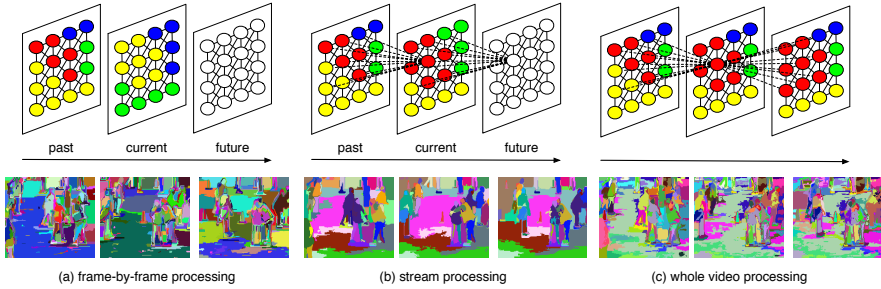 past current future
past current future
(a) frame-by-frame processing
(b) stream processing
(c) whole video processing